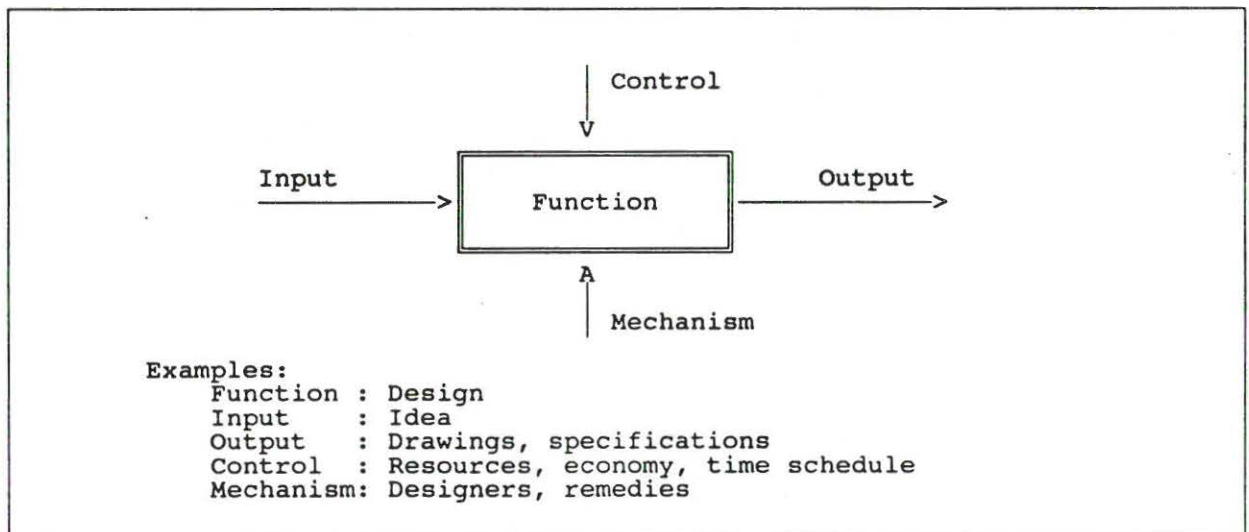 Control
V
Input
Output
>
Function
>
A
Mechanism
Examples:
Function : Design
Input : Idea
Output : Drawings, specifications
Control : Resources, economy, time schedule
Mechanism: Designers, remedies